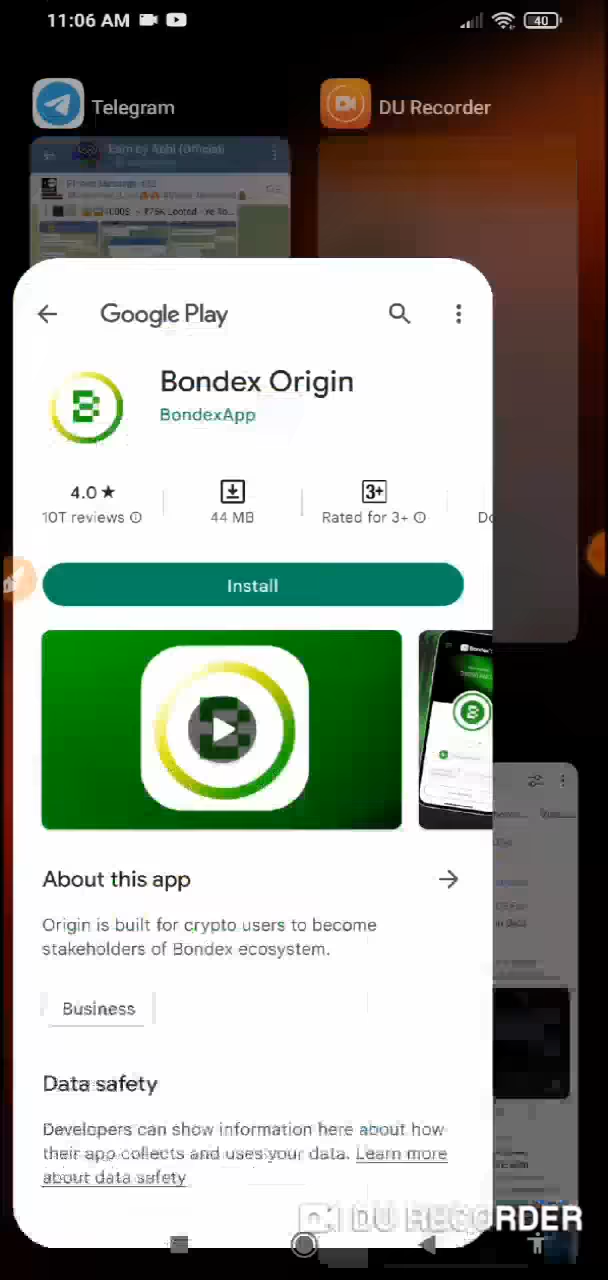 11:06 AM
40
Telegram
DU Recorder
Google Play
Bondex Origin
BondexApp
4.0 ★
10T reviews
44 MB
3+
Rated for 3+
Install
About this app
Origin is built for crypto users to become
stakeholders of Bondex ecosystem.
Business
Data safety
Developers can show information here about how
their app collects and uses your data. Learn more
about data safety
DU RECORDER